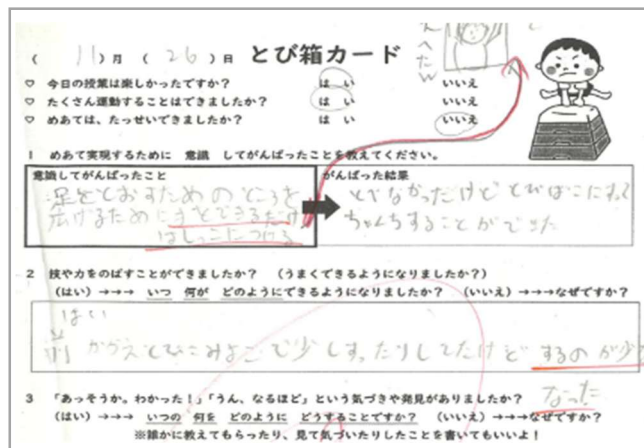 (11)月(26)日 とび箱カード
♡ 今日の授業は楽しかったですか? はい いいえ
♡ たくさん運動することはできましたか? はい いいえ
♡ めあては、たっせいできましたか? はい いいえ
1 めあて実現するために 意識 してがんばったことを教えてください。
意識してがんばったこと
足をとおすための
広げるために手をできるだけ
はしっこにつける
がんばった結果
とべなかったけど とびばこに
ちゃくちすることができた
2 技や力をのばすことができましたか? (うまくできるようになりましたか?)
(はい)→→→ いつ 何が どのようにできるようになりましたか? (いいえ)→→→なぜですか?
はい
前 かかえとびこみ で少しすったりしてたけど するのが少
なった
3 「あっそうか。わかった!」「うん、なるほど」という気づきや発見がありましたか?
(はい)→→→ いつの 何を どのように どうすることですか? (いいえ)→→→なぜですか?
※誰かに教えてもらったり、見て気づいたりしたことを書いてもいいよ!